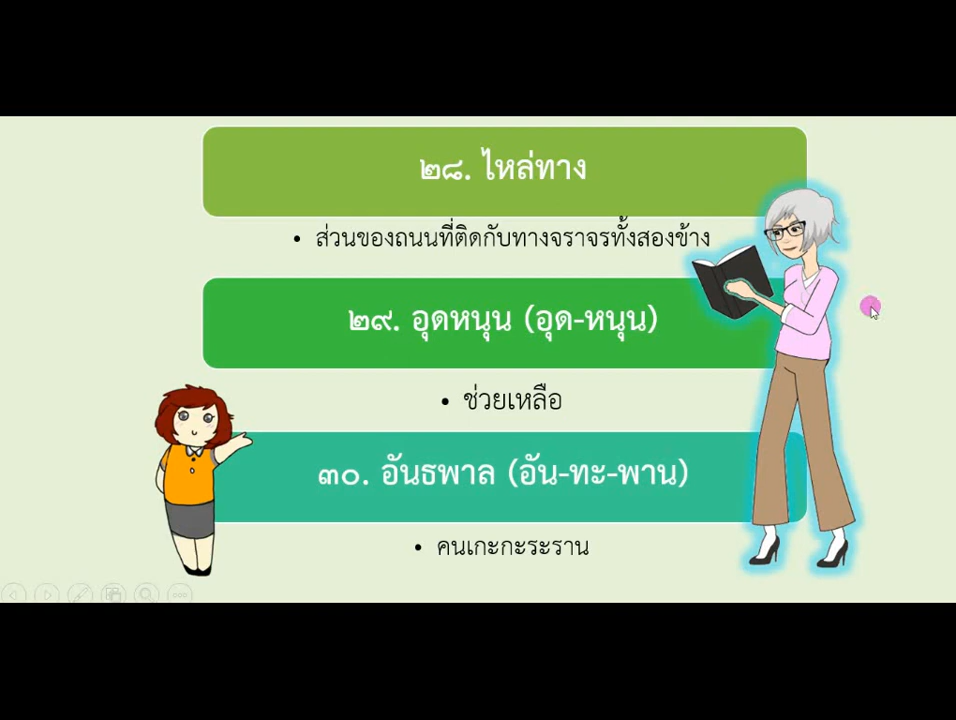 ๒๘. ไหล่ทาง
• ส่วนของถนนที่ติดกับทางจราจรทั้งสองข้าง
๒๙. อุดหนุน (อุด-หนุน)
• ช่วยเหลือ
๓๐. อันธพาล (อัน-ทะ-พาน)
• คนเกะกะระราน